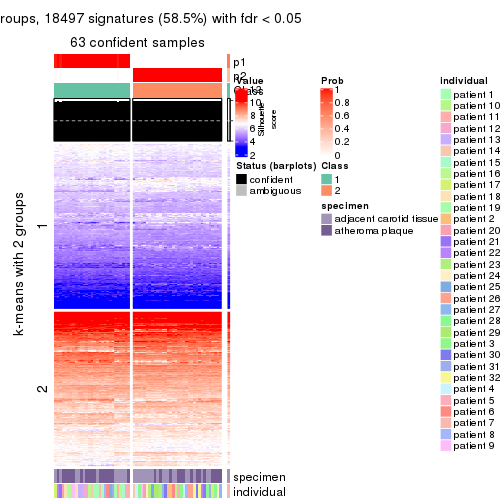 roups, 18497 signatures (58.5%) with fdr < 0.05
63 confident samples
p1
p2
Class
Silhouette
score
k-means with 2 groups
1
2
specimen
individual
Value
10
8
6
4
2
Prob
1
0.8
0.6
0.4
0.2
0
Status (barplots)
confident
ambiguous
Class
1
2
specimen
adjacent carotid tissue
atheroma plaque
individual
patient 1
patient 10
patient 11
patient 12
patient 13
patient 14
patient 15
patient 16
patient 17
patient 18
patient 19
patient 2
patient 20
patient 21
patient 22
patient 23
patient 24
patient 25
patient 26
patient 27
patient 28
patient 29
patient 3
patient 30
patient 31
patient 32
patient 4
patient 5
patient 6
patient 7
patient 8
patient 9